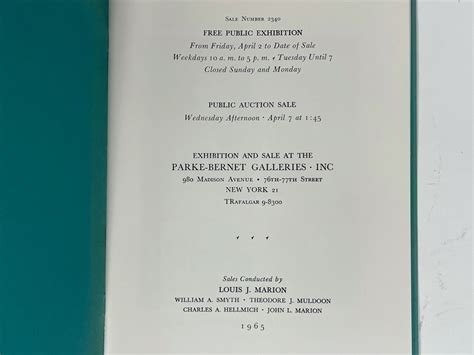 Sale Number 2340
FREE PUBLIC EXHIBITION
From Friday, April 2 to Date of Sale
Weekdays 10 a. m. to 5 p. m. · Tuesday Until 7
Closed Sunday and Monday
PUBLIC AUCTION SALE
Wednesday Afternoon · April 7 at 1:45
EXHIBITION AND SALE AT THE
PARKE-BERNET GALLERIES · INC
980 Madison Avenue · 76th-77th Street
NEW YORK 21
TRafalgar 9-8300
Sales Conducted by
LOUIS J. MARION
WILLIAM A. SMYTH · THEODORE J. MULDOON
CHARLES A. HELLMICH · JOHN L. MARION
1965